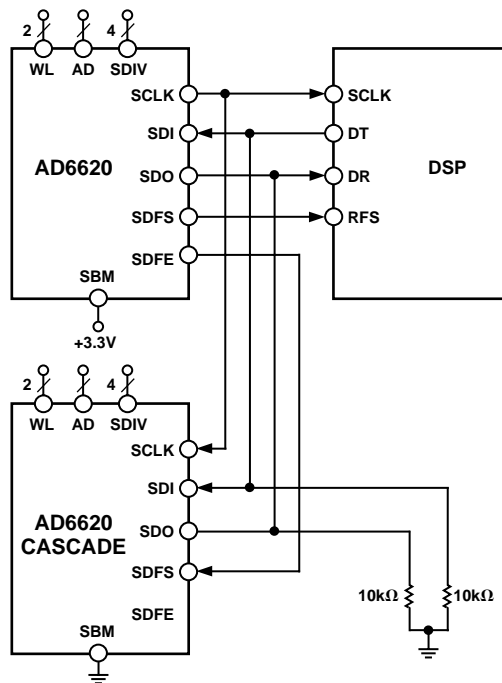 2 4
WL AD SDIV
SCLK
SDI
AD6620
SDO
SDFS
SDFE
SBM
+3.3V
SCLK
DT
DR
DSP
RFS
2 4
WL AD SDIV
SCLK
SDI
AD6620
CASCADE
SDO
SDFS
SDFE
SBM
10kΩ 10kΩ